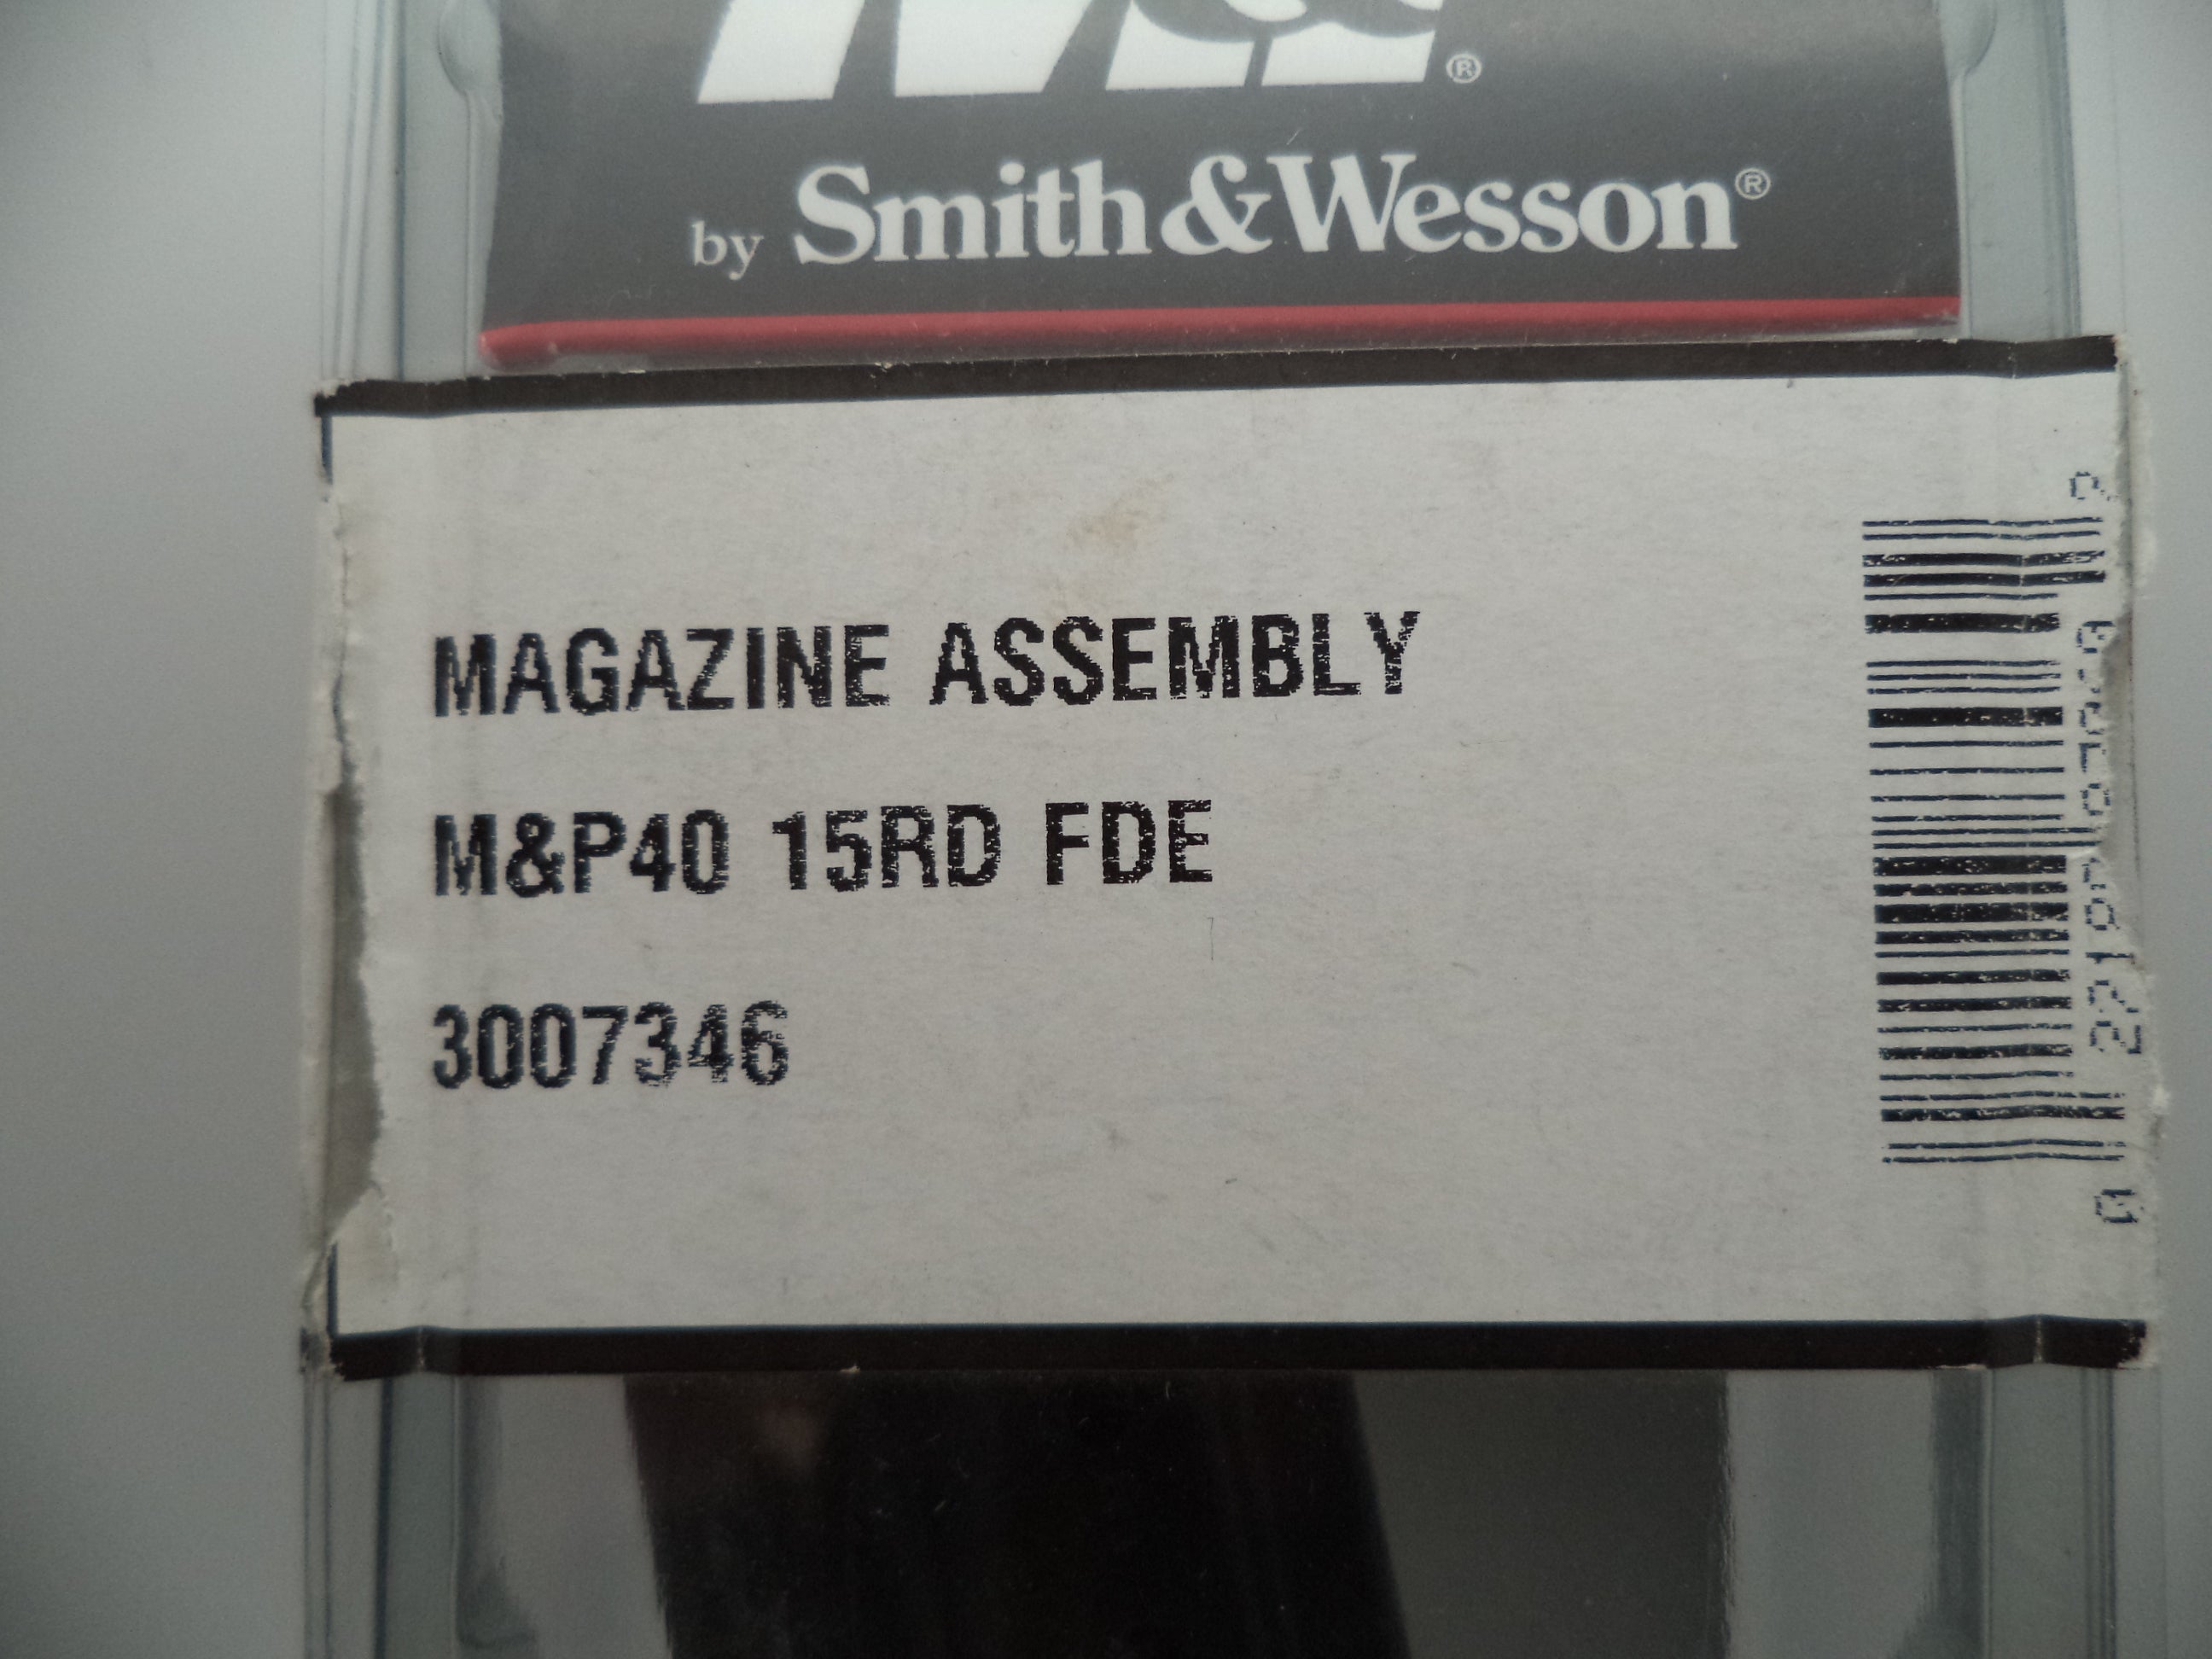 ®
by Smith&Wesson®
MAGAZINE ASSEMBLY
M&P40 15RD FDE
3007346